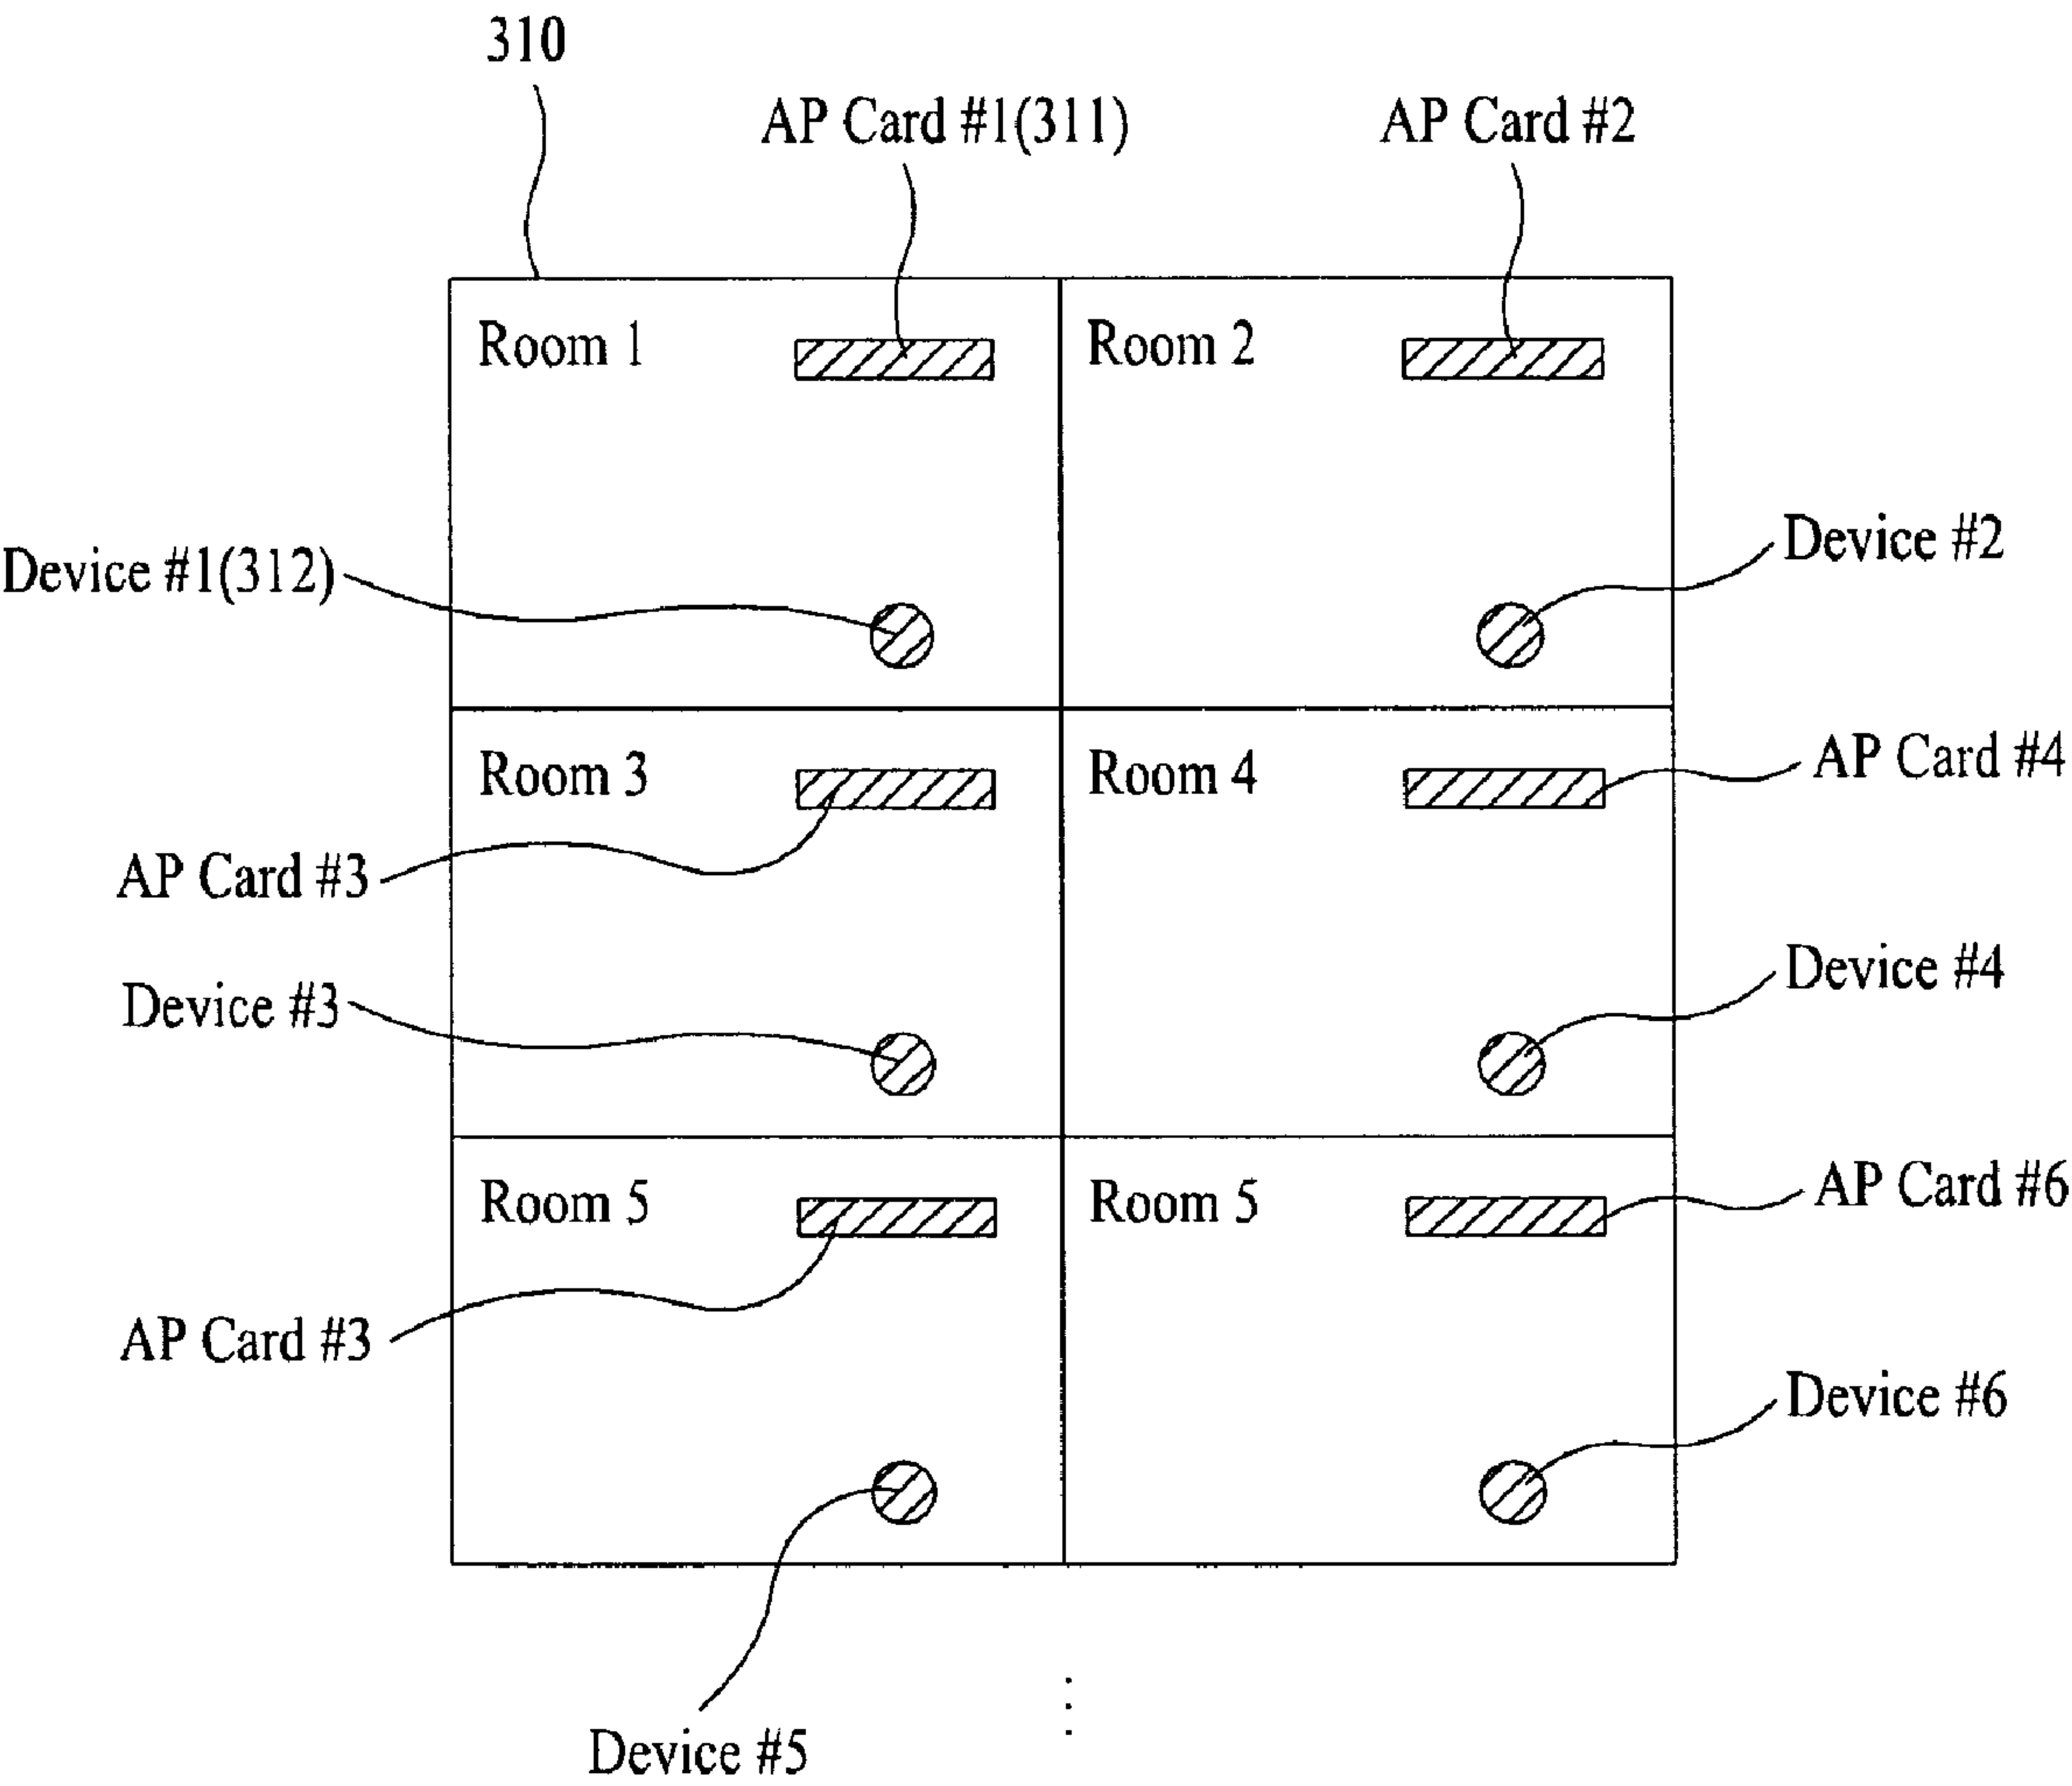 310
AP Card #1(311)
AP Card #2
Room 1
Room 2
Device #1(312)
Device #2
Room 3
Room 4
AP Card #4
AP Card #3
Device #3
Device #4
Room 5
Room 5
AP Card #6
AP Card #3
Device #6
Device #5